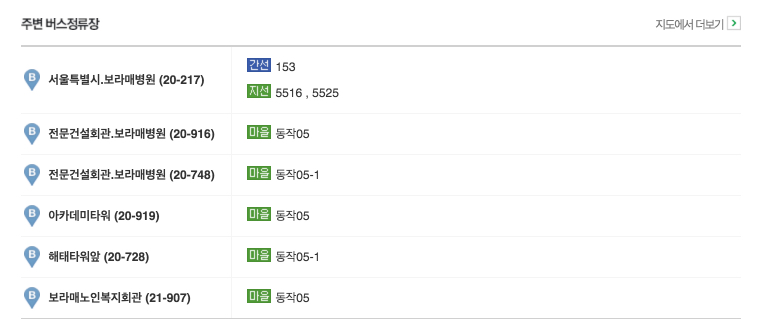 주변 버스정류장
지도에서 더보기
B 서울특별시.보라매병원 (20-217)
간선 153
지선 5516 , 5525
B 전문건설회관.보라매병원 (20-916) 마을 동작05
B 전문건설회관.보라매병원 (20-748) 마을 동작05-1
B 아카데미타워 (20-919) 마을 동작05
B 해태타워앞 (20-728) 마을 동작05-1
B 보라매노인복지회관 (21-907) 마을 동작05